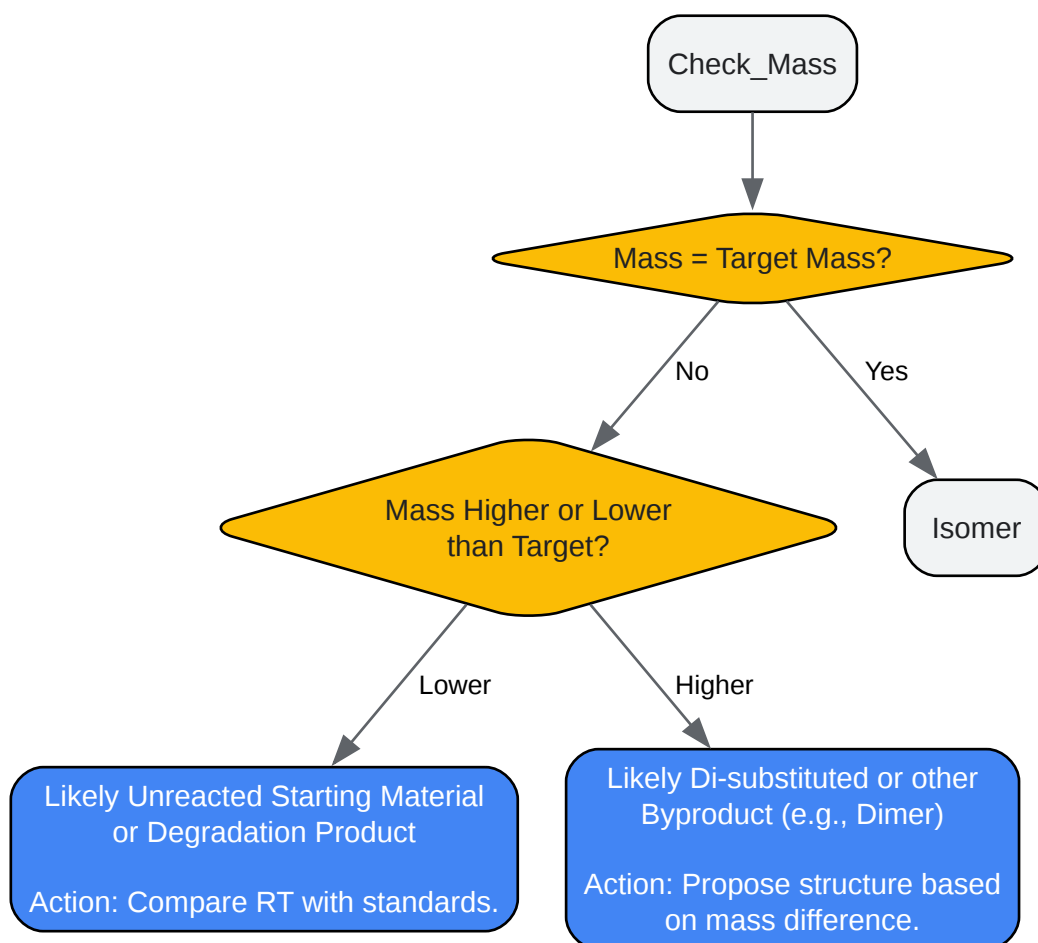 Check_Mass
Mass = Target Mass?
No
Yes
Mass Higher or Lower
than Target?
Isomer
Lower
Higher
Likely Unreacted Starting Material
or Degradation Product
Action: Compare RT with standards.
Likely Di-substituted or other
Byproduct (e.g., Dimer)
Action: Propose structure based
on mass difference.